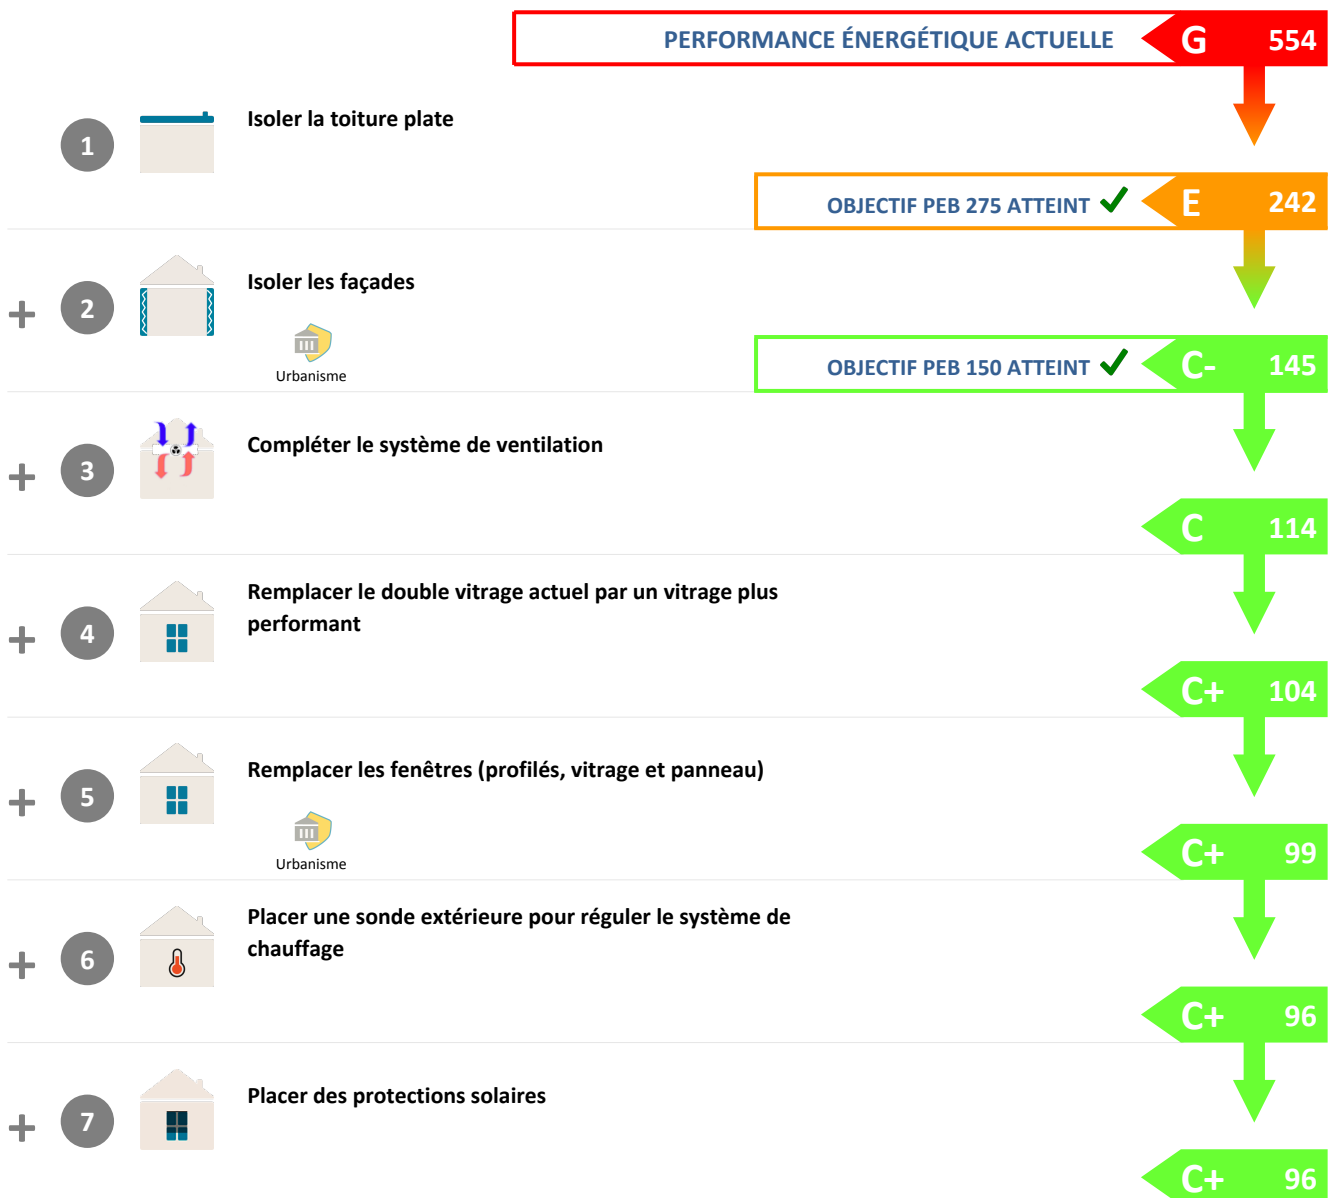 PERFORMANCE ÉNERGÉTIQUE ACTUELLE G 554
1 Isoler la toiture plate
OBJECTIF PEB 275 ATTEINT E 242
+ 2 Isoler les façades
Urbanisme
OBJECTIF PEB 150 ATTEINT C- 145
+ 3 Compléter le système de ventilation
C 114
+ 4 Remplacer le double vitrage actuel par un vitrage plus
performant
C+ 104
+ 5 Remplacer les fenêtres (profilés, vitrage et panneau)
Urbanisme
C+ 99
+ 6 Placer une sonde extérieure pour réguler le système de
chauffage
C+ 96
+ 7 Placer des protections solaires
C+ 96